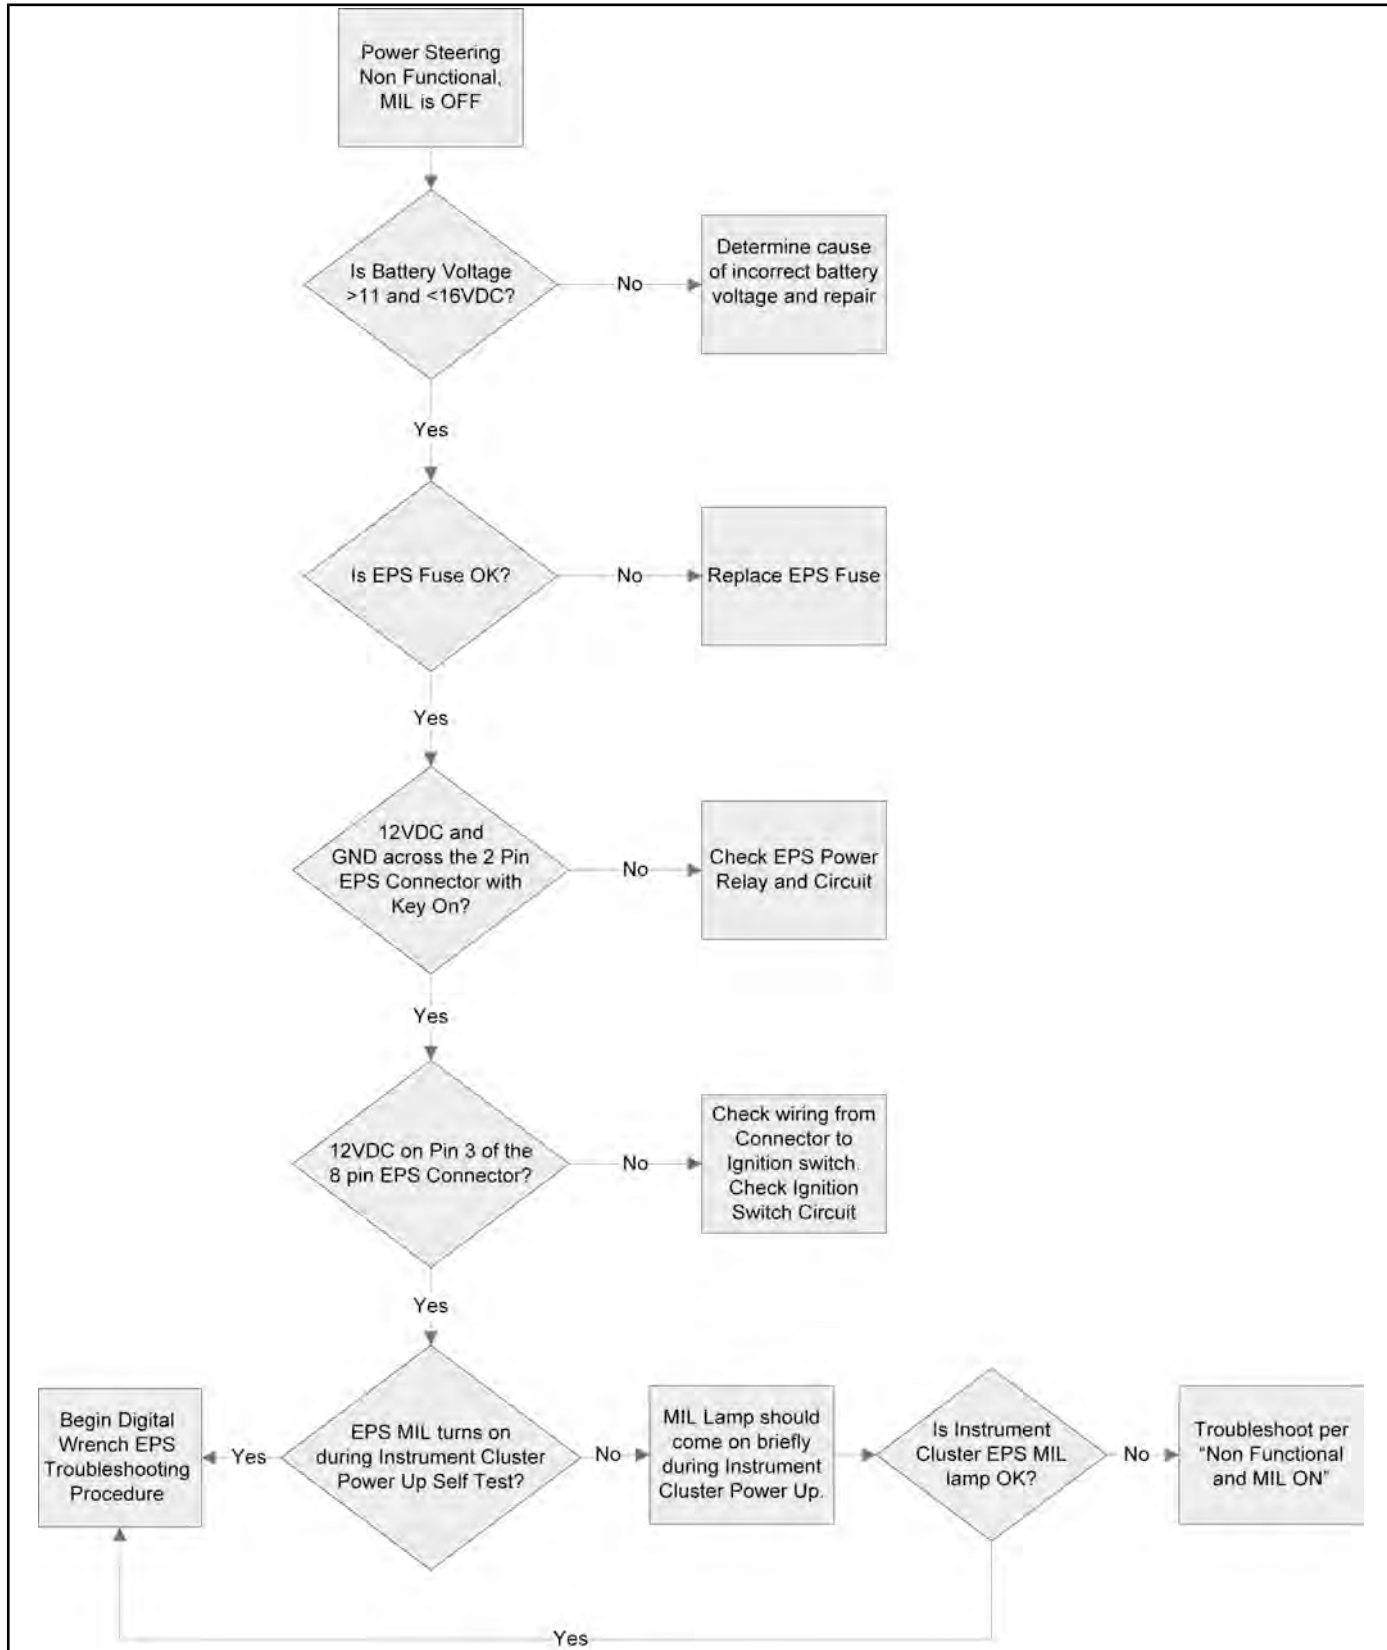 Power Steering
Non Functional,
MIL is OFF
Is Battery Voltage
>11 and <16VDC?
No
Determine cause
of incorrect battery
voltage and repair
Yes
Is EPS Fuse OK?
No
Replace EPS Fuse
Yes
12VDC and
GND across the 2 Pin
EPS Connector with
Key On?
No
Check EPS Power
Relay and Circuit
Yes
12VDC on Pin 3 of the
8 pin EPS Connector?
No
Check wiring from
Connector to
Ignition switch.
Check Ignition
Switch Circuit
Yes
Begin Digital
Wrench EPS
Troubleshooting
Procedure
Yes
EPS MIL turns on
during Instrument Cluster
Power Up Self Test?
No
MIL Lamp should
come on briefly
during Instrument
Cluster Power Up.
Is Instrument
Cluster EPS MIL
lamp OK?
No
Troubleshoot per
“Non Functional
and MIL ON”
Yes